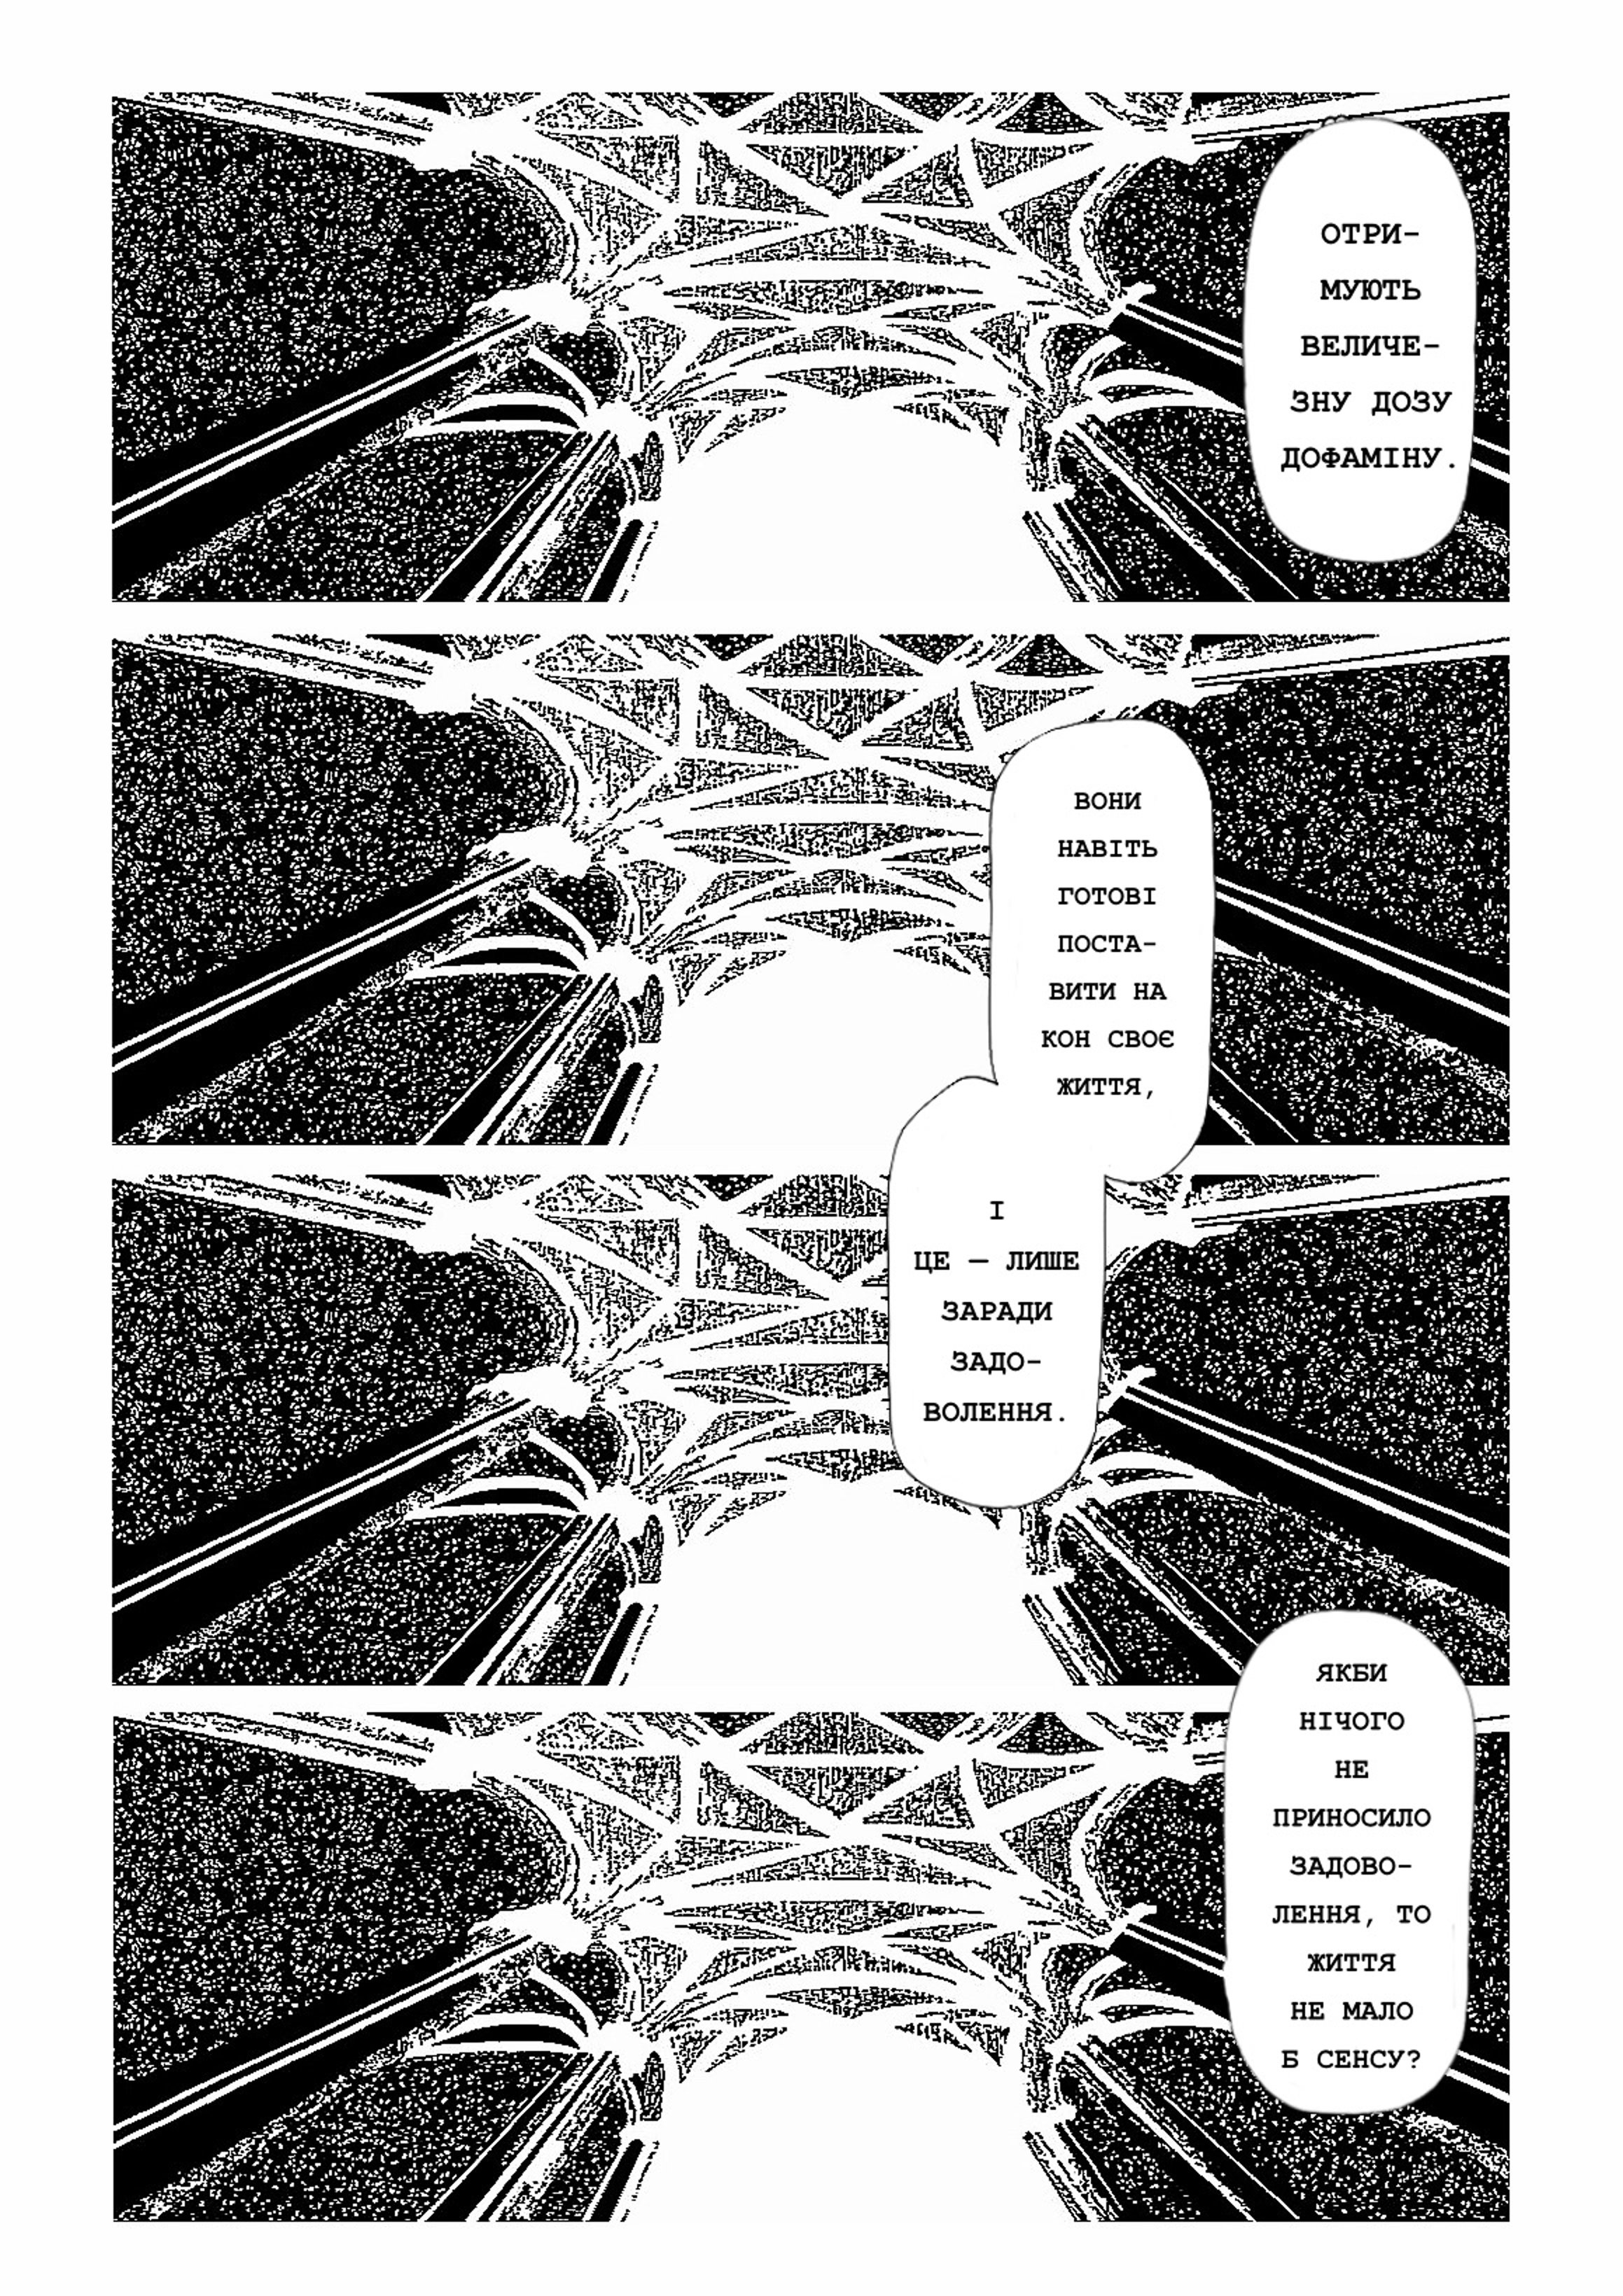 ОТРИ-
МУЮТЬ
ВЕЛИЧЕ-
ЗНУ ДОЗУ
ДОФАМІНУ.
ВОНИ
НАВІТЬ
ГОТОВІ
ПОСТА-
ВИТИ НА
КОН СВОЄ
ЖИТТЯ,
І
ЦЕ – ЛИШЕ
ЗАРАДИ
ЗАДО-
ВОЛЕННЯ.
ЯКБИ
НІЧОГО
НЕ
ПРИНОСИЛО
ЗАДОВО-
ЛЕННЯ, ТО
ЖИТТЯ
НЕ МАЛО
Б СЕНСУ?